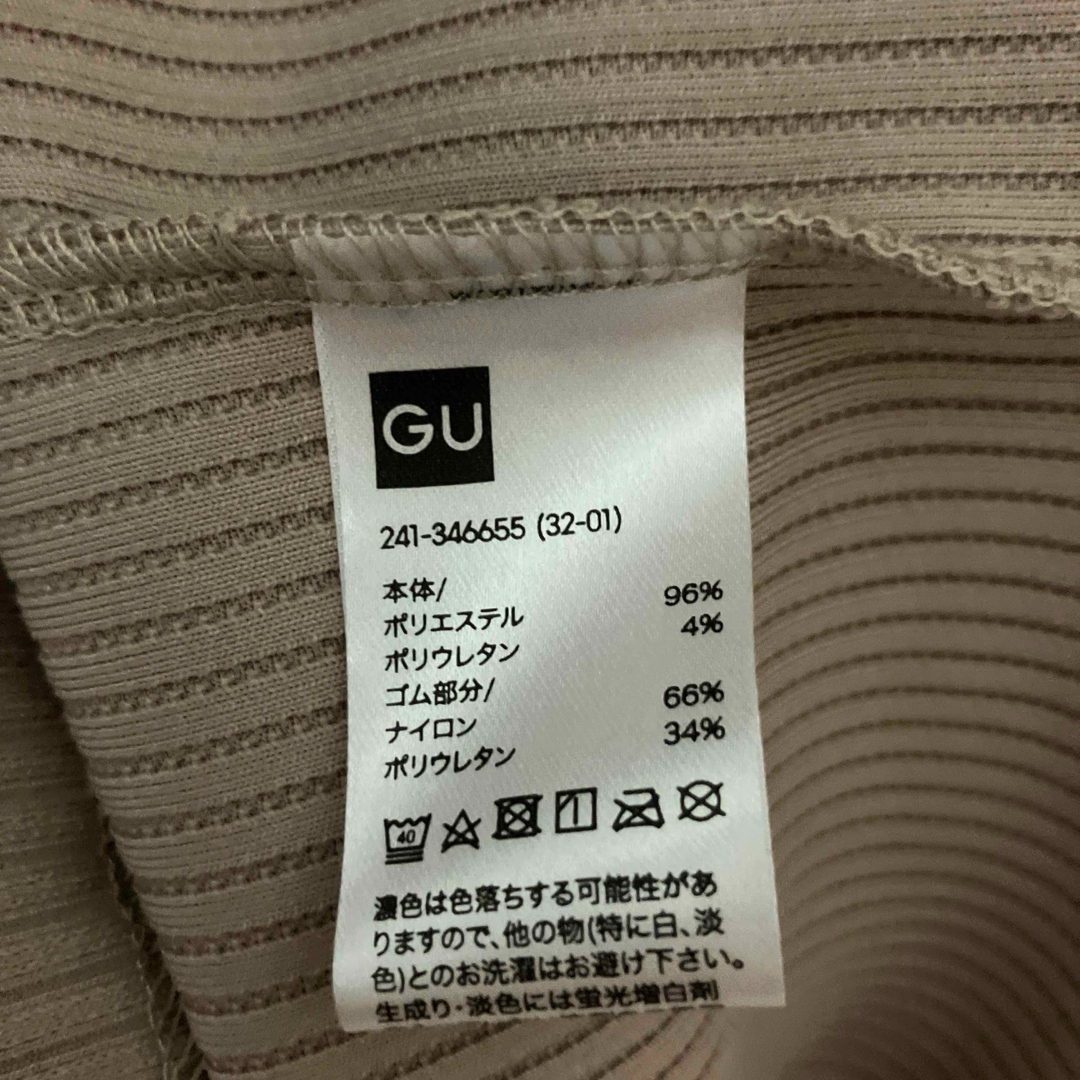 GU
241-346655 (32-01)
本体/
ポリエステル 96%
ポリウレタン 4%
ゴム部分/
ナイロン 66%
ポリウレタン 34%
40
濃色は色落ちする可能性があ
りますので、他の物(特に白、淡
色)とのお洗濯はお避け下さい。
生成り・淡色には蛍光増白剤